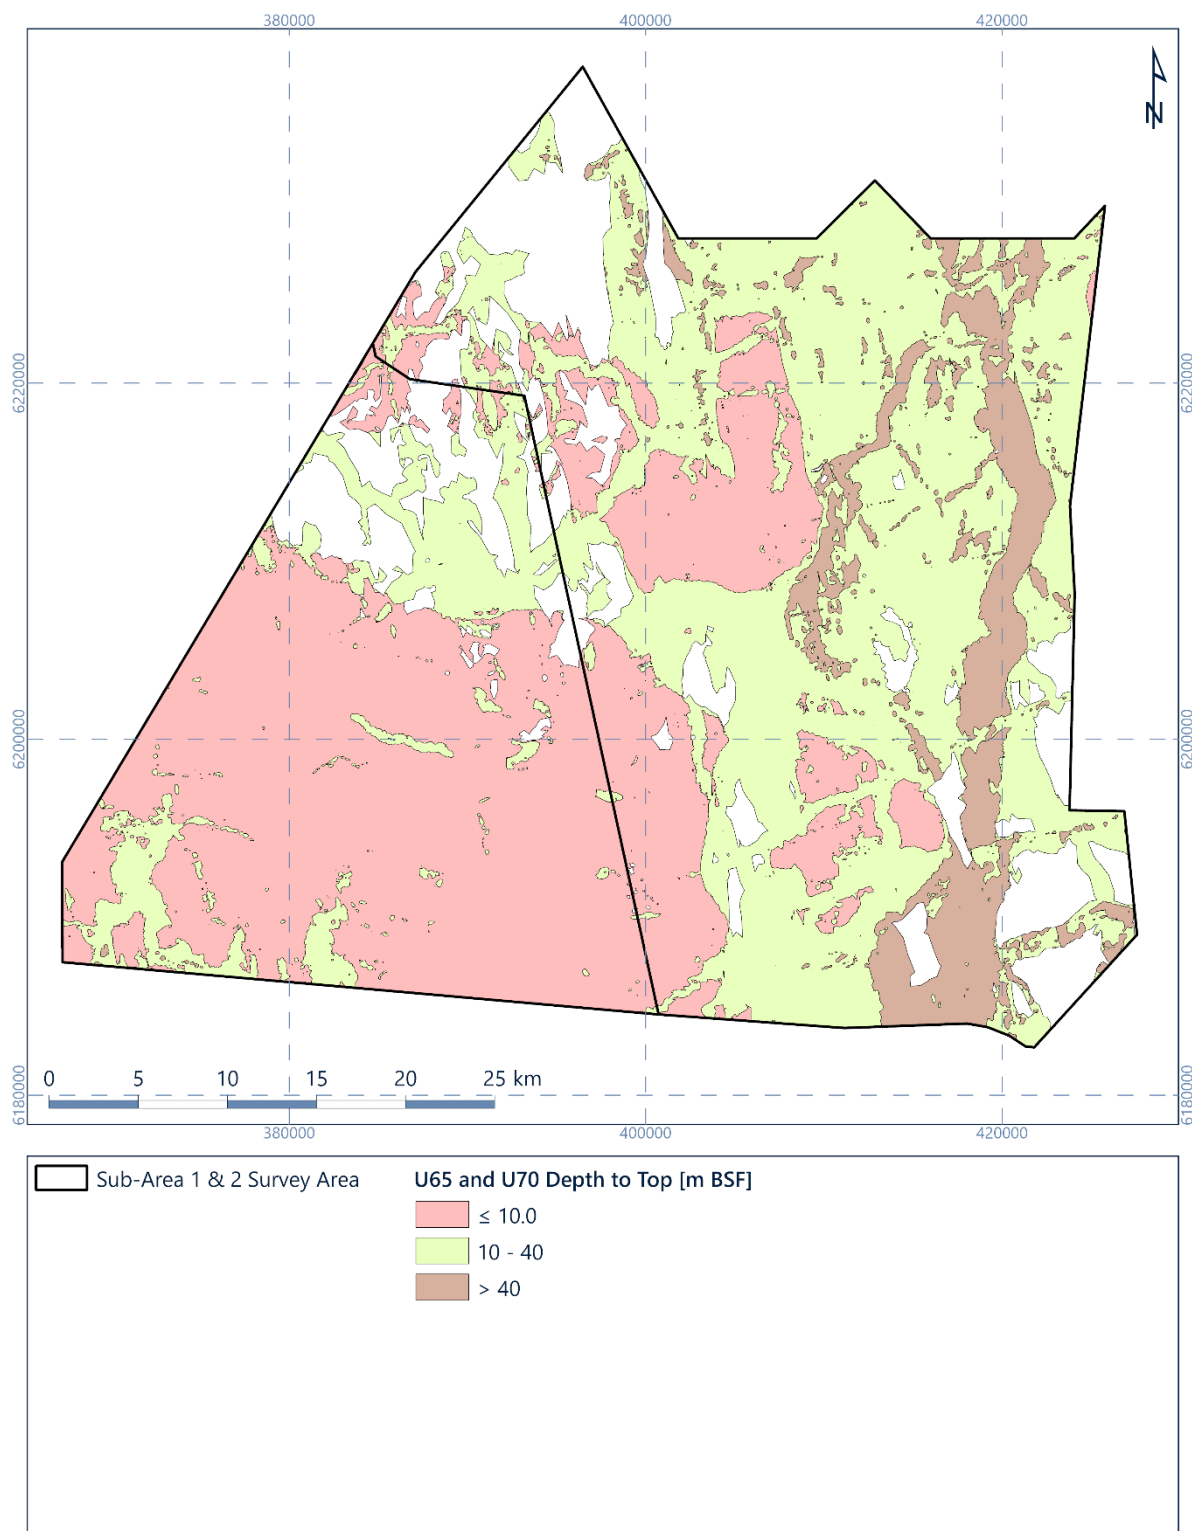 380000 400000 420000
N
6220000 6220000
6200000 6200000
6180000 6180000
0 5 10 15 20 25 km
380000 400000 420000
Sub-Area 1 & 2 Survey Area
U65 and U70 Depth to Top [m BSF]
≤ 10.0
10 - 40
> 40